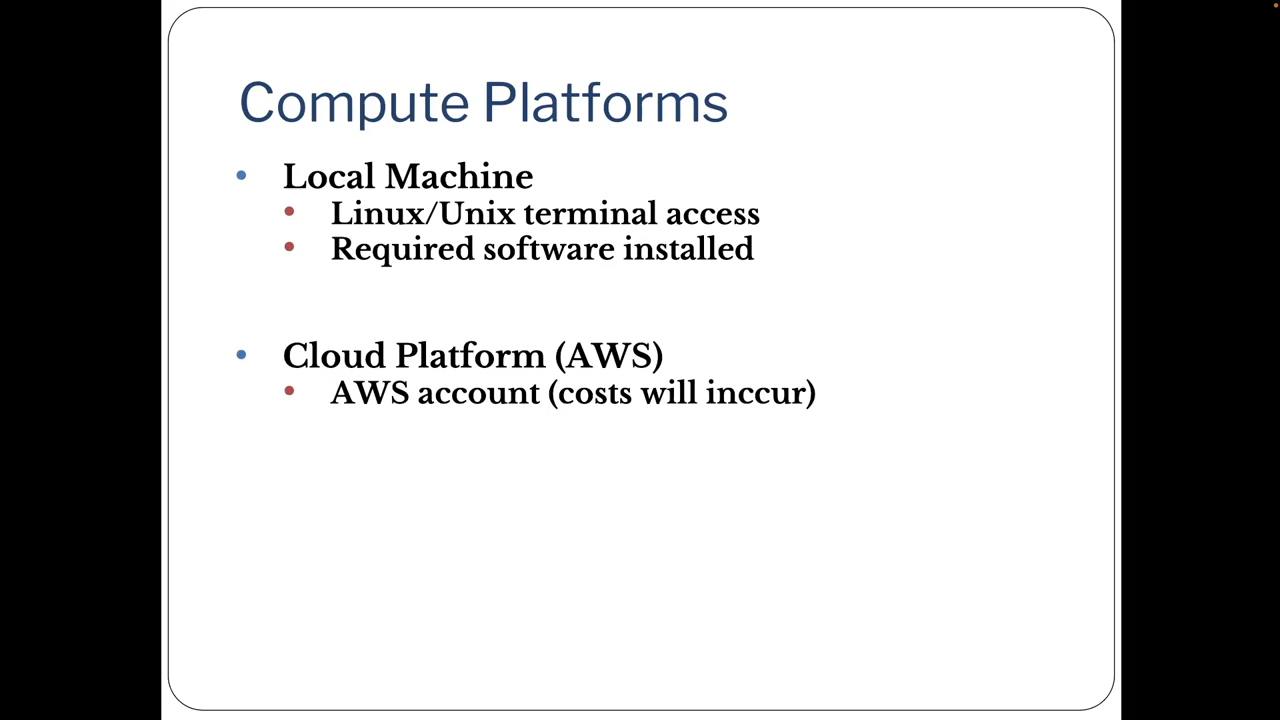 Compute Platforms
• Local Machine
• Linux/Unix terminal access
• Required software installed
• Cloud Platform (AWS)
• AWS account (costs will inccur)